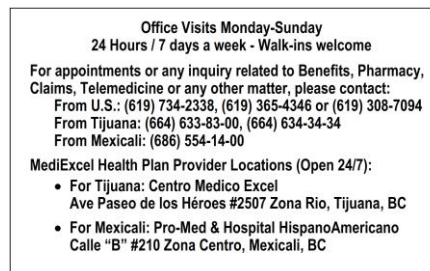 Office Visits Monday-Sunday
24 Hours / 7 days a week - Walk-ins welcome
For appointments or any inquiry related to Benefits, Pharmacy,
Claims, Telemedicine or any other matter, please contact:
From U.S.: (619) 734-2338, (619) 365-4346 or (619) 308-7094
From Tijuana: (664) 633-83-00, (664) 634-34-34
From Mexicali: (686) 554-14-00
MediExcel Health Plan Provider Locations (Open 24/7):
• For Tijuana: Centro Medico Excel
Ave Paseo de los Héroes #2507 Zona Rio, Tijuana, BC
• For Mexicali: Pro-Med & Hospital HispanoAmericano
Calle “B” #210 Zona Centro, Mexicali, BC